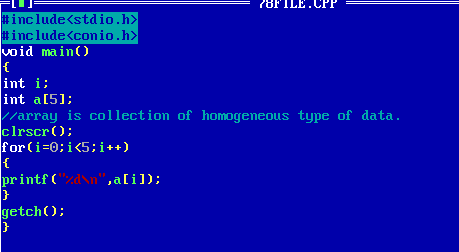 [■] 78FILE.CPP
#include<stdio.h>
#include<conio.h>
void main()
{
int i;
int a[5];
//array is collection of homogeneous type of data.
clrscr();
for(i=0;i<5;i++)
{
printf("%d\n",a[i]);
}
getch();
}